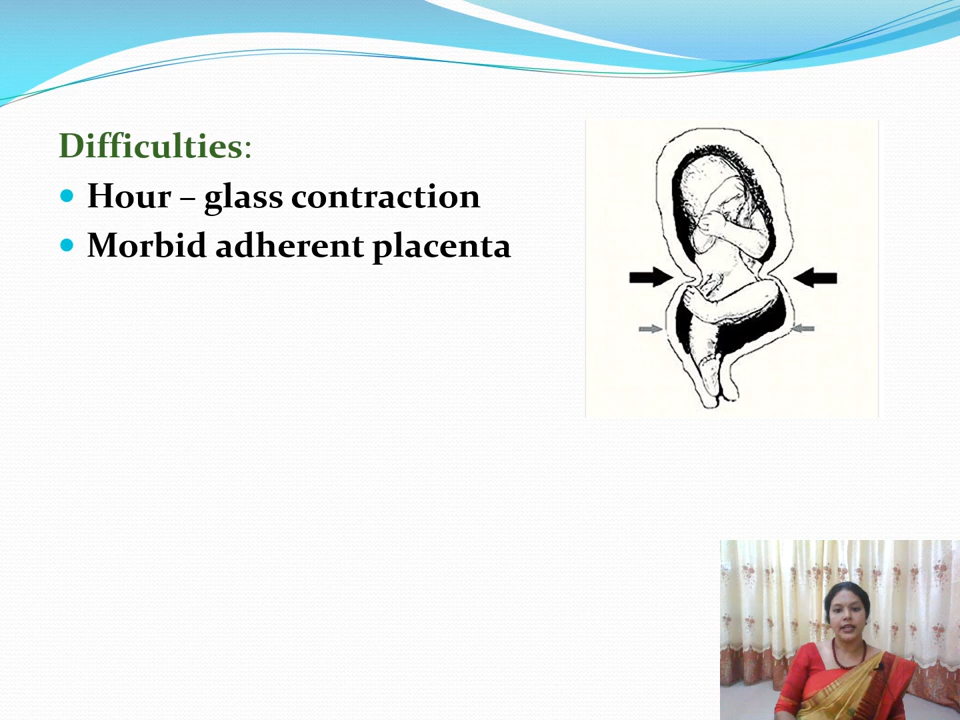 Difficulties:
Hour – glass contraction
Morbid adherent placenta